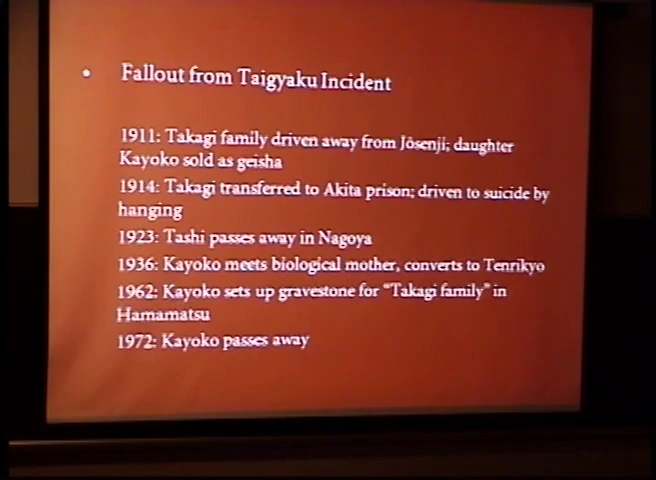 • Fallout from Taigyaku Incident
1911: Takagi family driven away from Jôsenji; daughter
Kayoko sold as geisha
1914: Takagi transferred to Akita prison; driven to suicide by
hanging
1923: Tashi passes away in Nagoya
1936: Kayoko meets biological mother, converts to Tenrikyo
1962: Kayoko sets up gravestone for “Takagi family” in
Hamamatsu
1972: Kayoko passes away